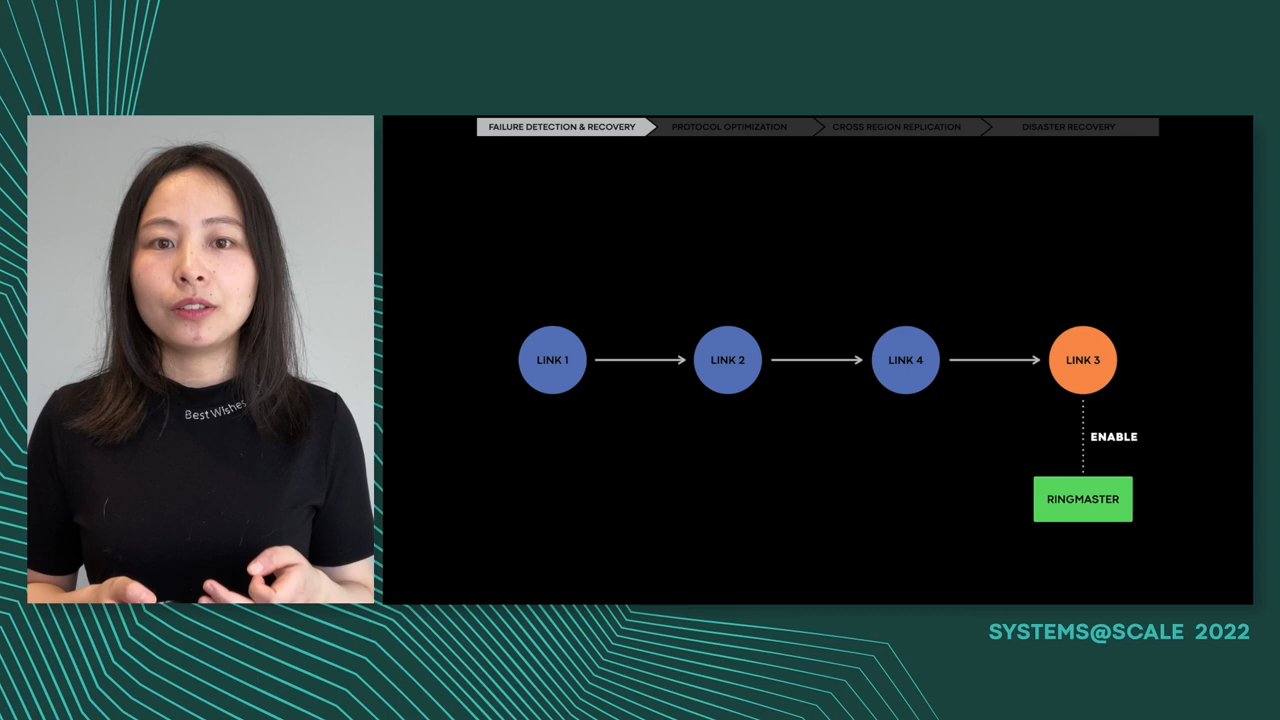 FAILURE DETECTION & RECOVERY
PROTOCOL OPTIMIZATION
CROSS REGION REPLICATION
DISASTER RECOVERY
LINK 1
LINK 2
LINK 4
LINK 3
ENABLE
RINGMASTER
Best Wishes
SYSTEMS@SCALE 2022